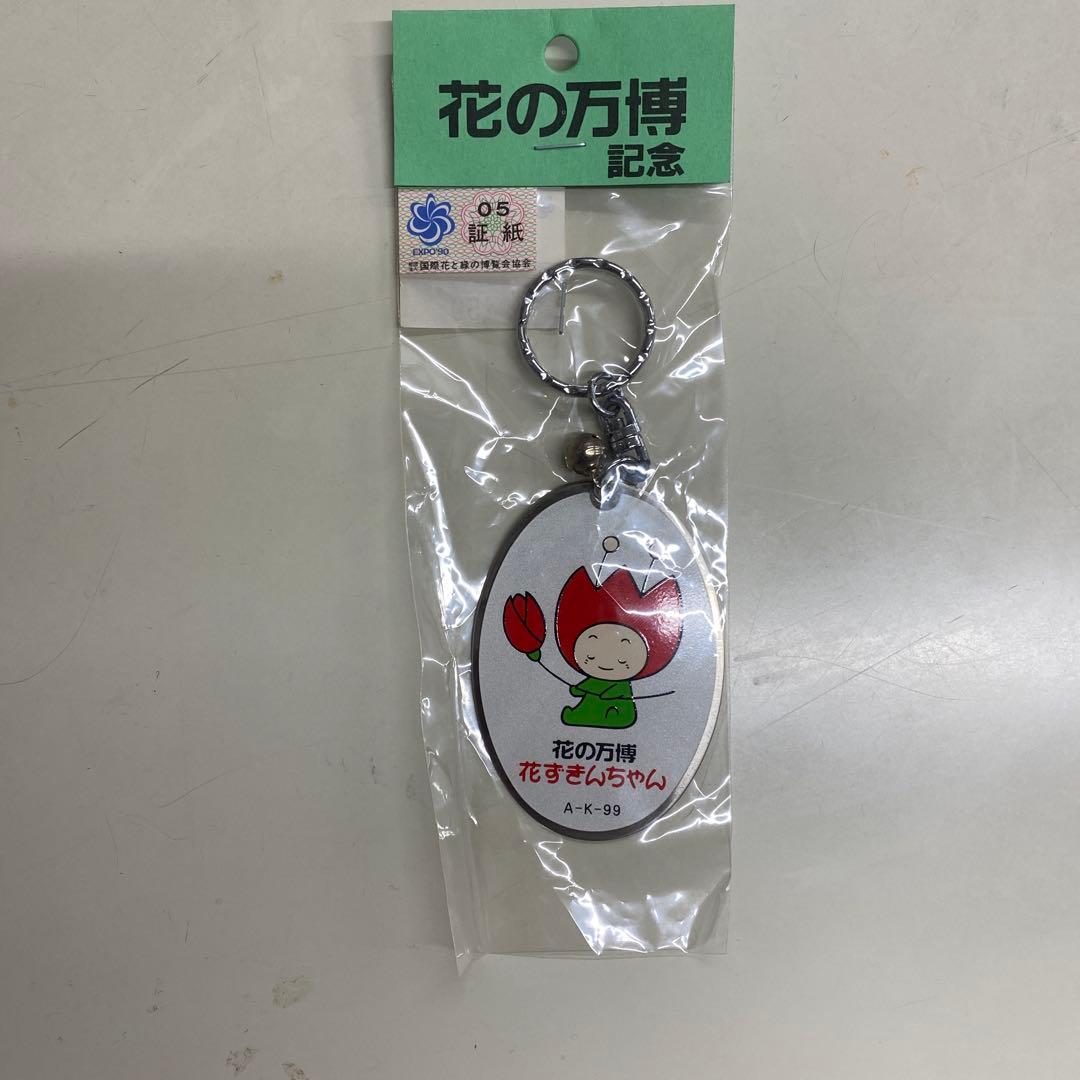 花の万博
記念
05
証紙
EXPO'90
国際花と緑の博覧会協会
花の万博
花ずきんちゃん
A-K-99